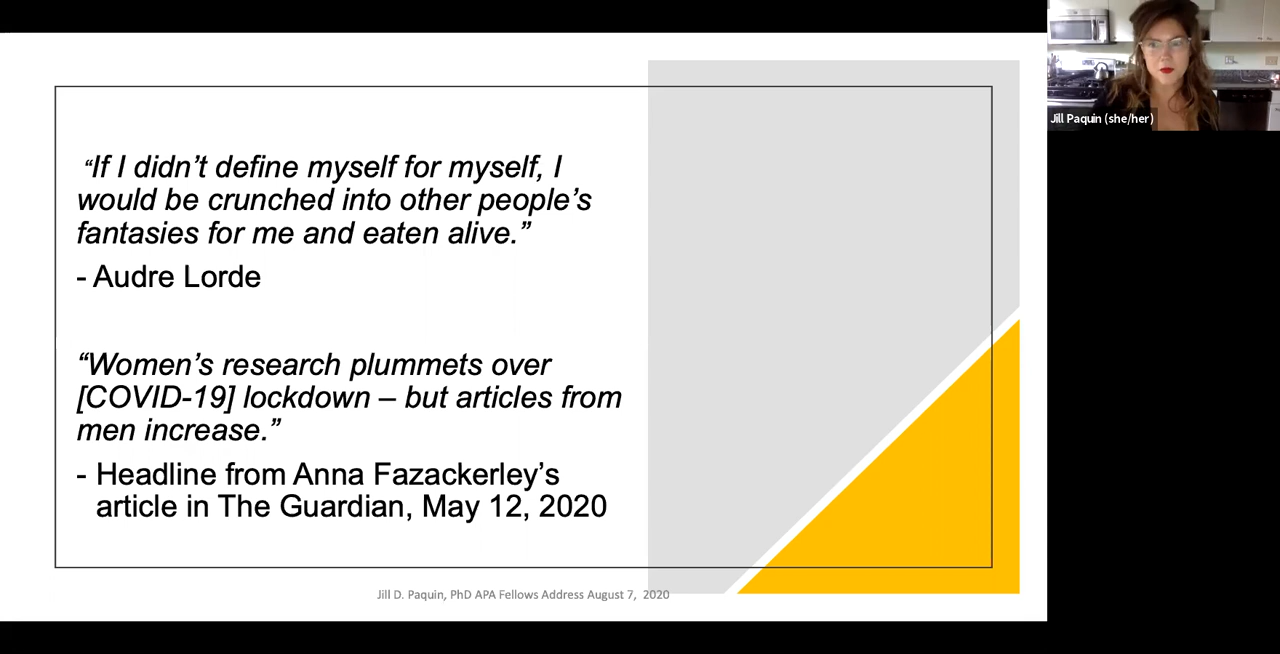 “If I didn’t define myself for myself, I
would be crunched into other people’s
fantasies for me and eaten alive.”
- Audre Lorde
“Women’s research plummets over
[COVID-19] lockdown – but articles from
men increase.”
- Headline from Anna Fazackerley’s
article in The Guardian, May 12, 2020
Jill D. Paquin, PhD APA Fellows Address August 7, 2020
Jill Paquin (she/her)